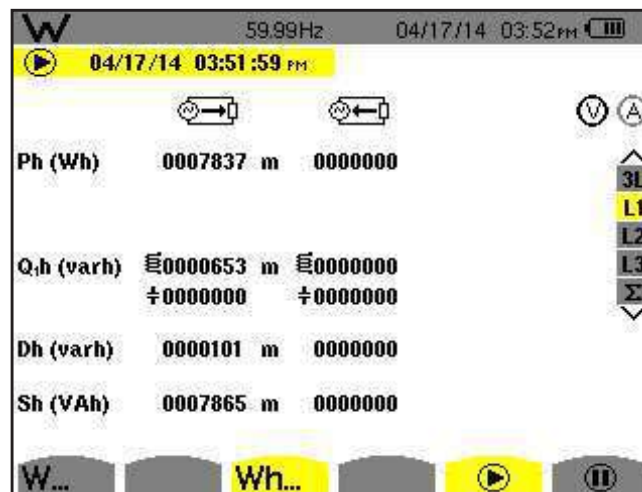 W 59.99Hz 04/17/14 03:52PM
04/17/14 03:51:59 PM
V A
Ph (Wh) 0007837 m 0000000
3L
L1
L2
L3
Σ
Q₁h (varh) 0000653 m 0000000
0000000 0000000
Dh (varh) 0000101 m 0000000
Sh (VAh) 0007865 m 0000000
W... Wh...